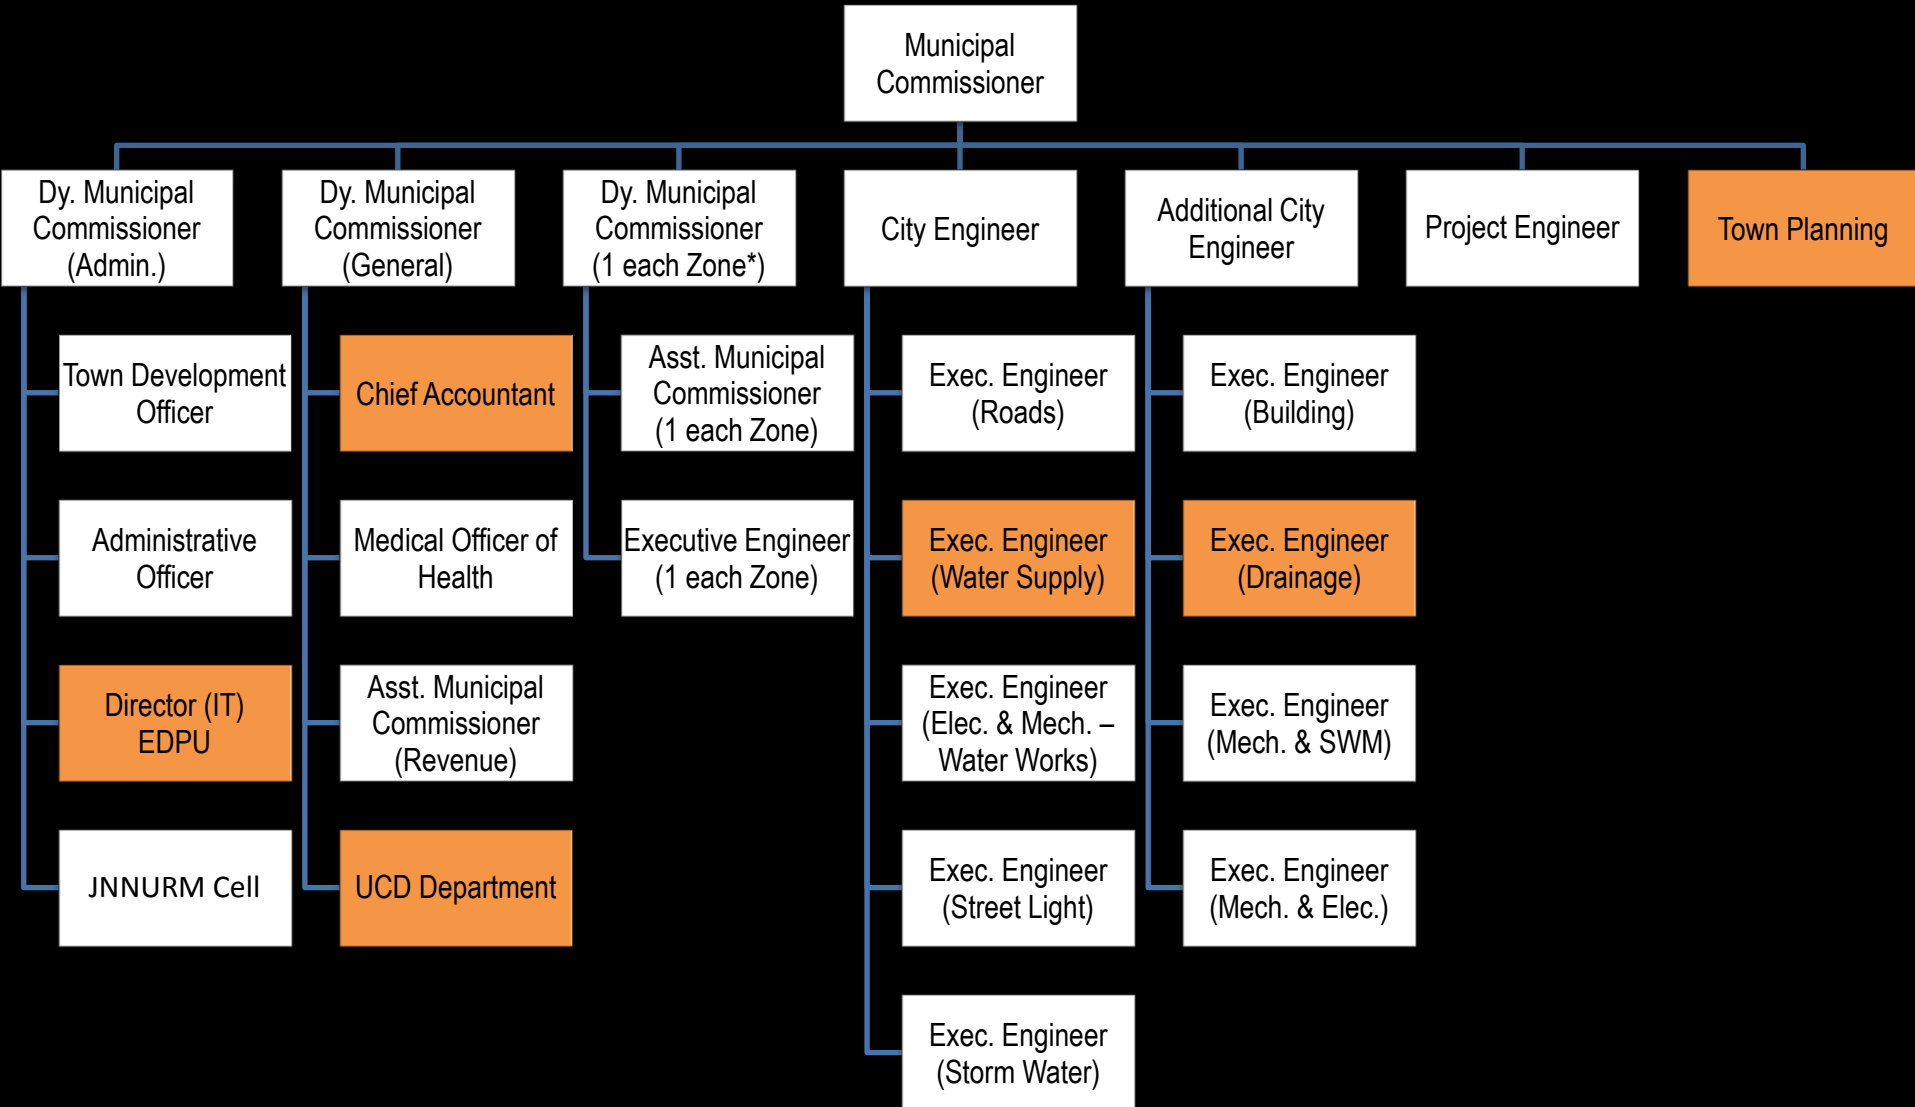 Municipal
Commissioner
Dy. Municipal
Commissioner
(Admin.)
Dy. Municipal
Commissioner
(General)
Dy. Municipal
Commissioner
(1 each Zone*)
City Engineer
Additional City
Engineer
Project Engineer
Town Planning
Town Development
Officer
Administrative
Officer
Director (IT)
EDPU
JNNURM Cell
Chief Accountant
Medical Officer of
Health
Asst. Municipal
Commissioner
(Revenue)
UCD Department
Asst. Municipal
Commissioner
(1 each Zone)
Executive Engineer
(1 each Zone)
Exec. Engineer
(Roads)
Exec. Engineer
(Water Supply)
Exec. Engineer
(Elec. & Mech. –
Water Works)
Exec. Engineer
(Street Light)
Exec. Engineer
(Storm Water)
Exec. Engineer
(Building)
Exec. Engineer
(Drainage)
Exec. Engineer
(Mech. & SWM)
Exec. Engineer
(Mech. & Elec.)